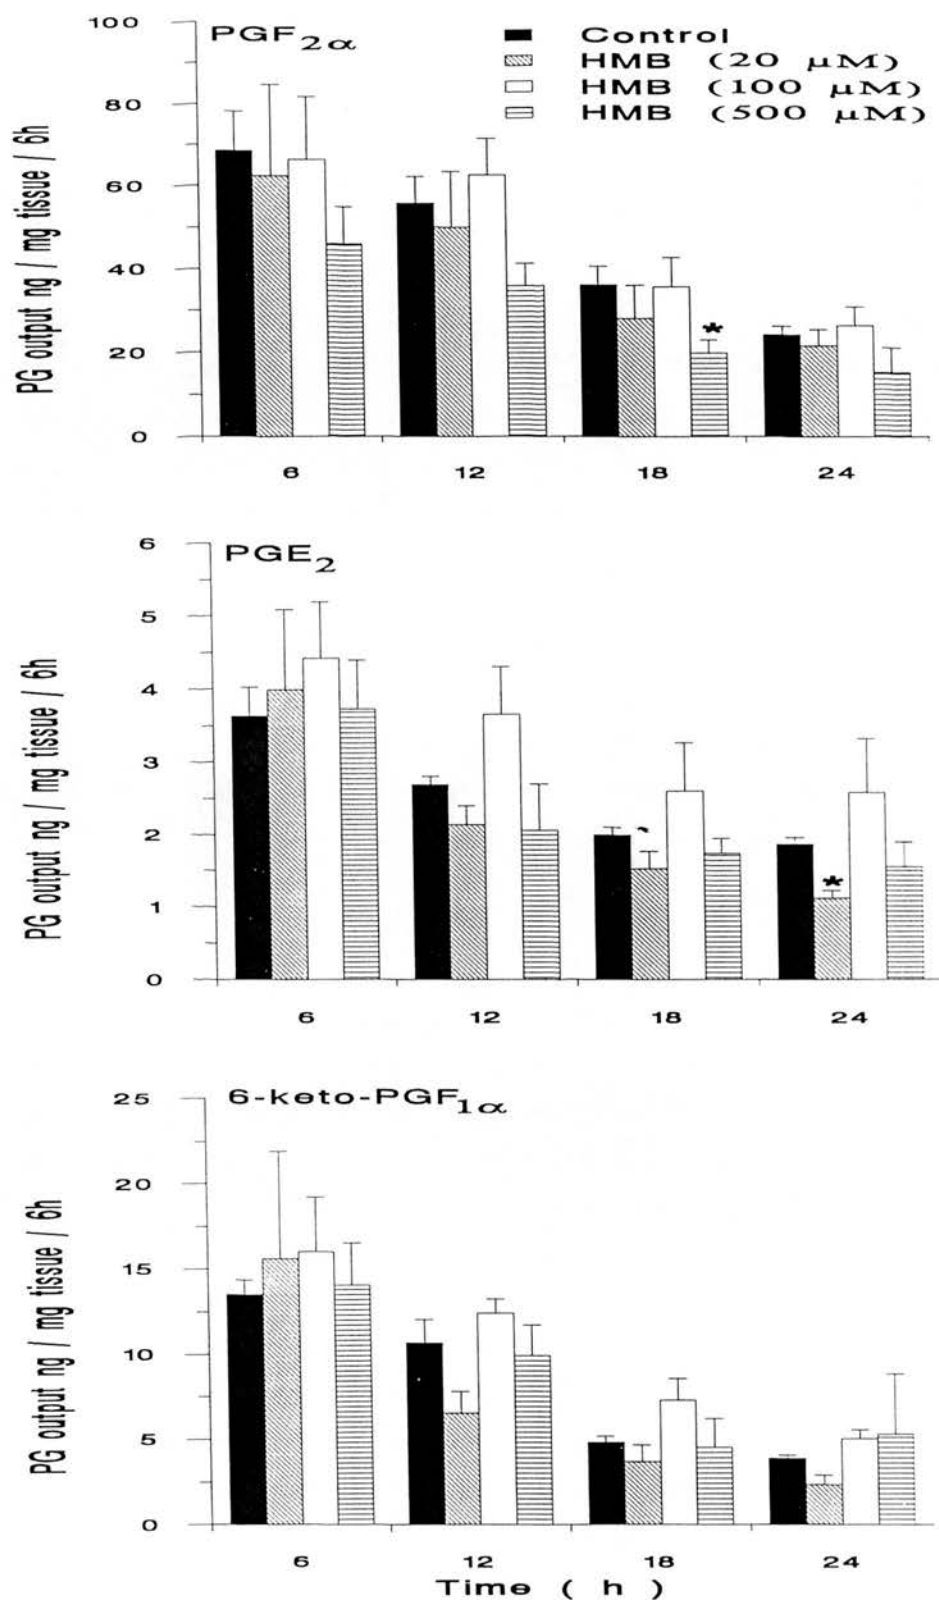 PGF2α
Control
HMB (20 μM)
HMB (100 μM)
HMB (500 μM)
PG output ng / mg tissue / 6h
100
80
60
40
20
0
*
6 12 18 24
PGE2
PG output ng / mg tissue / 6h
6
5
4
3
2
1
0
*
6 12 18 24
6-keto-PGF1α
PG output ng / mg tissue / 6h
25
20
15
10
5
0
6 12 18 24
Time ( h )